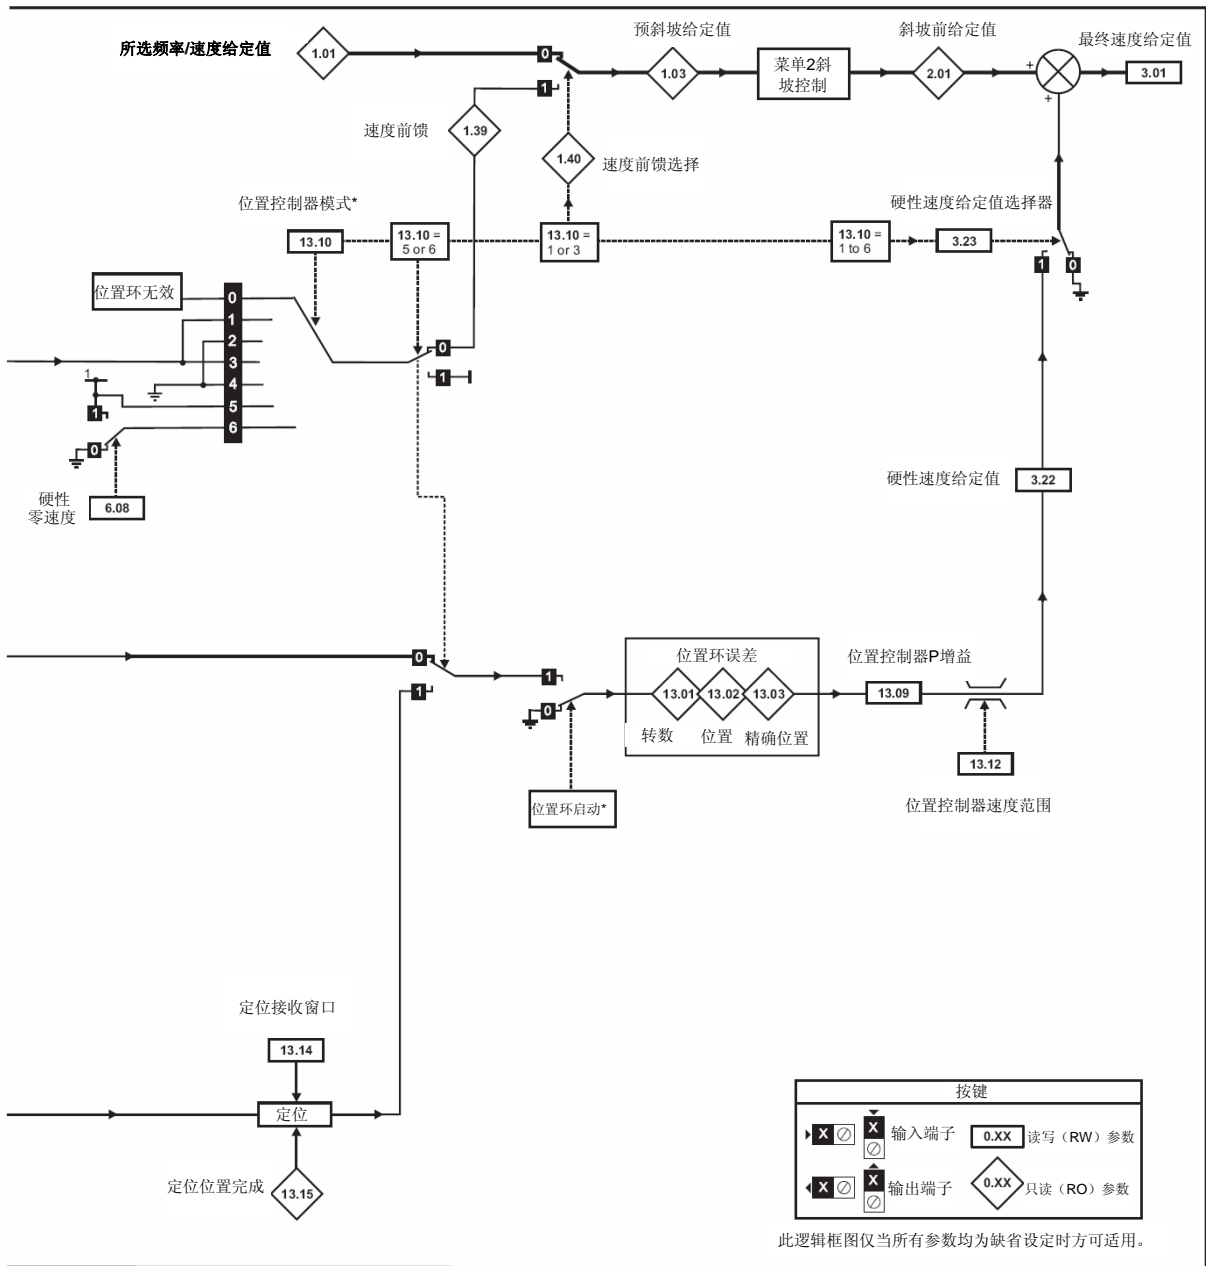 所选频率/速度给定值
1.01
0
1
预斜坡给定值
1.03
菜单2斜
坡控制
斜坡前给定值
2.01
+
+
最终速度给定值
3.01
速度前馈
1.39
1.40
速度前馈选择
位置控制器模式*
13.10
13.10 =
5 or 6
13.10 =
1 or 3
13.10 =
1 to 6
硬性速度给定值选择器
3.23
1
0
位置环无效
0
1
2
3
4
5
6
0
1
1
1
0
硬性
零速度
6.08
硬性速度给定值
3.22
0
1
1
0
位置环误差
13.01
13.02
13.03
转数
位置
精确位置
位置控制器P增益
13.09
13.12
位置控制器速度范围
位置环启动*
定位接收窗口
13.14
定位
定位位置完成
13.15
按键
X
X
输入端子
0.XX
读写（RW）参数
X
X
输出端子
0.XX
只读（RO）参数
此逻辑框图仅当所有参数均为缺省设定时方可适用。